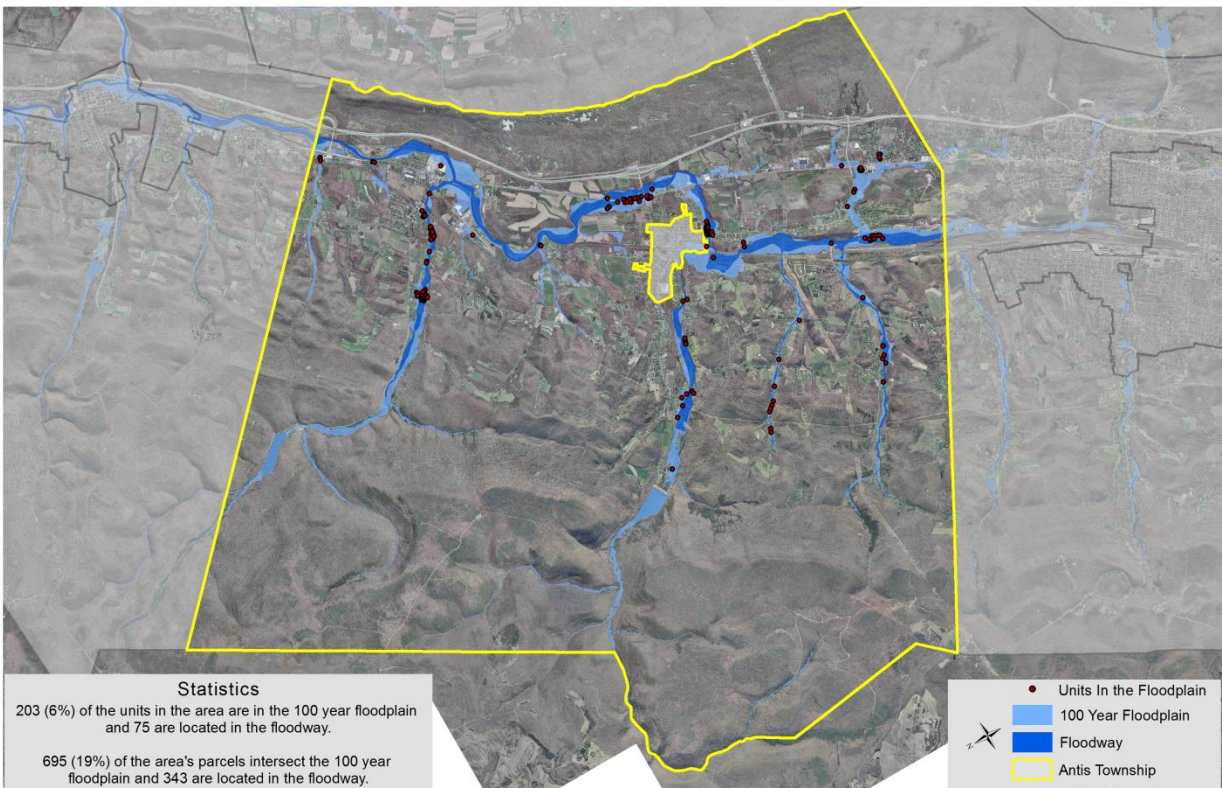 Statistics
203 (6%) of the units in the area are in the 100 year floodplain
and 75 are located in the floodway.
695 (19%) of the area's parcels intersect the 100 year
floodplain and 343 are located in the floodway.
Units In the Floodplain
100 Year Floodplain
Floodway
Antis Township
N